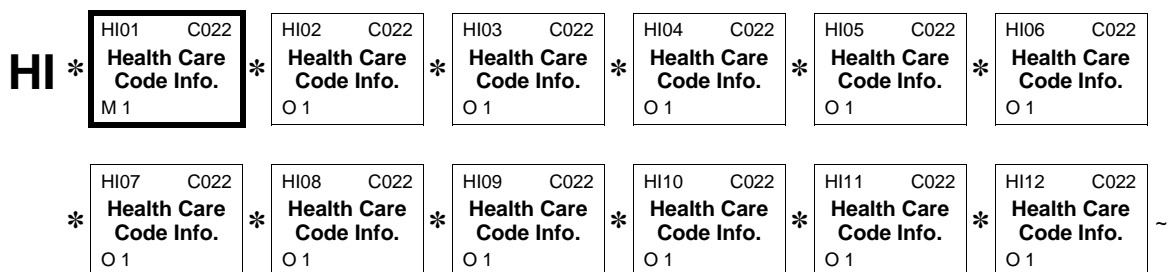 HI * HI01 C022 * HI02 C022 * HI03 C022 * HI04 C022 * HI05 C022 * HI06 C022
Health Care Health Care Health Care Health Care Health Care Health Care
Code Info. Code Info. Code Info. Code Info. Code Info. Code Info.
M 1 O 1 O 1 O 1 O 1 O 1
* HI07 C022 * HI08 C022 * HI09 C022 * HI10 C022 * HI11 C022 * HI12 C022 ~
Health Care Health Care Health Care Health Care Health Care Health Care
Code Info. Code Info. Code Info. Code Info. Code Info. Code Info.
O 1 O 1 O 1 O 1 O 1 O 1